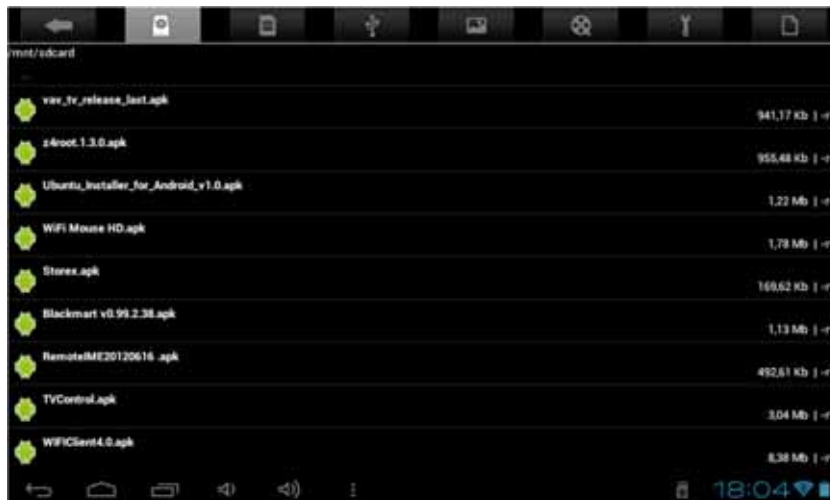 /mnt/sdcard
..
vav_tv_release_last.apk
941,17 Kb | -r
z4root.1.3.0.apk
955,48 Kb | -r
Ubuntu_Installer_for_Android_v1.0.apk
1,22 Mb | -r
WiFi Mouse HD.apk
1,78 Mb | -r
Storex.apk
169,62 Kb | -r
Blackmart v0.99.2.38.apk
1,13 Mb | -r
RemoteIME20120616 .apk
492,61 Kb | -r
TVControl.apk
3,04 Mb | -r
WIFIClient4.0.apk
8,38 Mb | -r
18:04